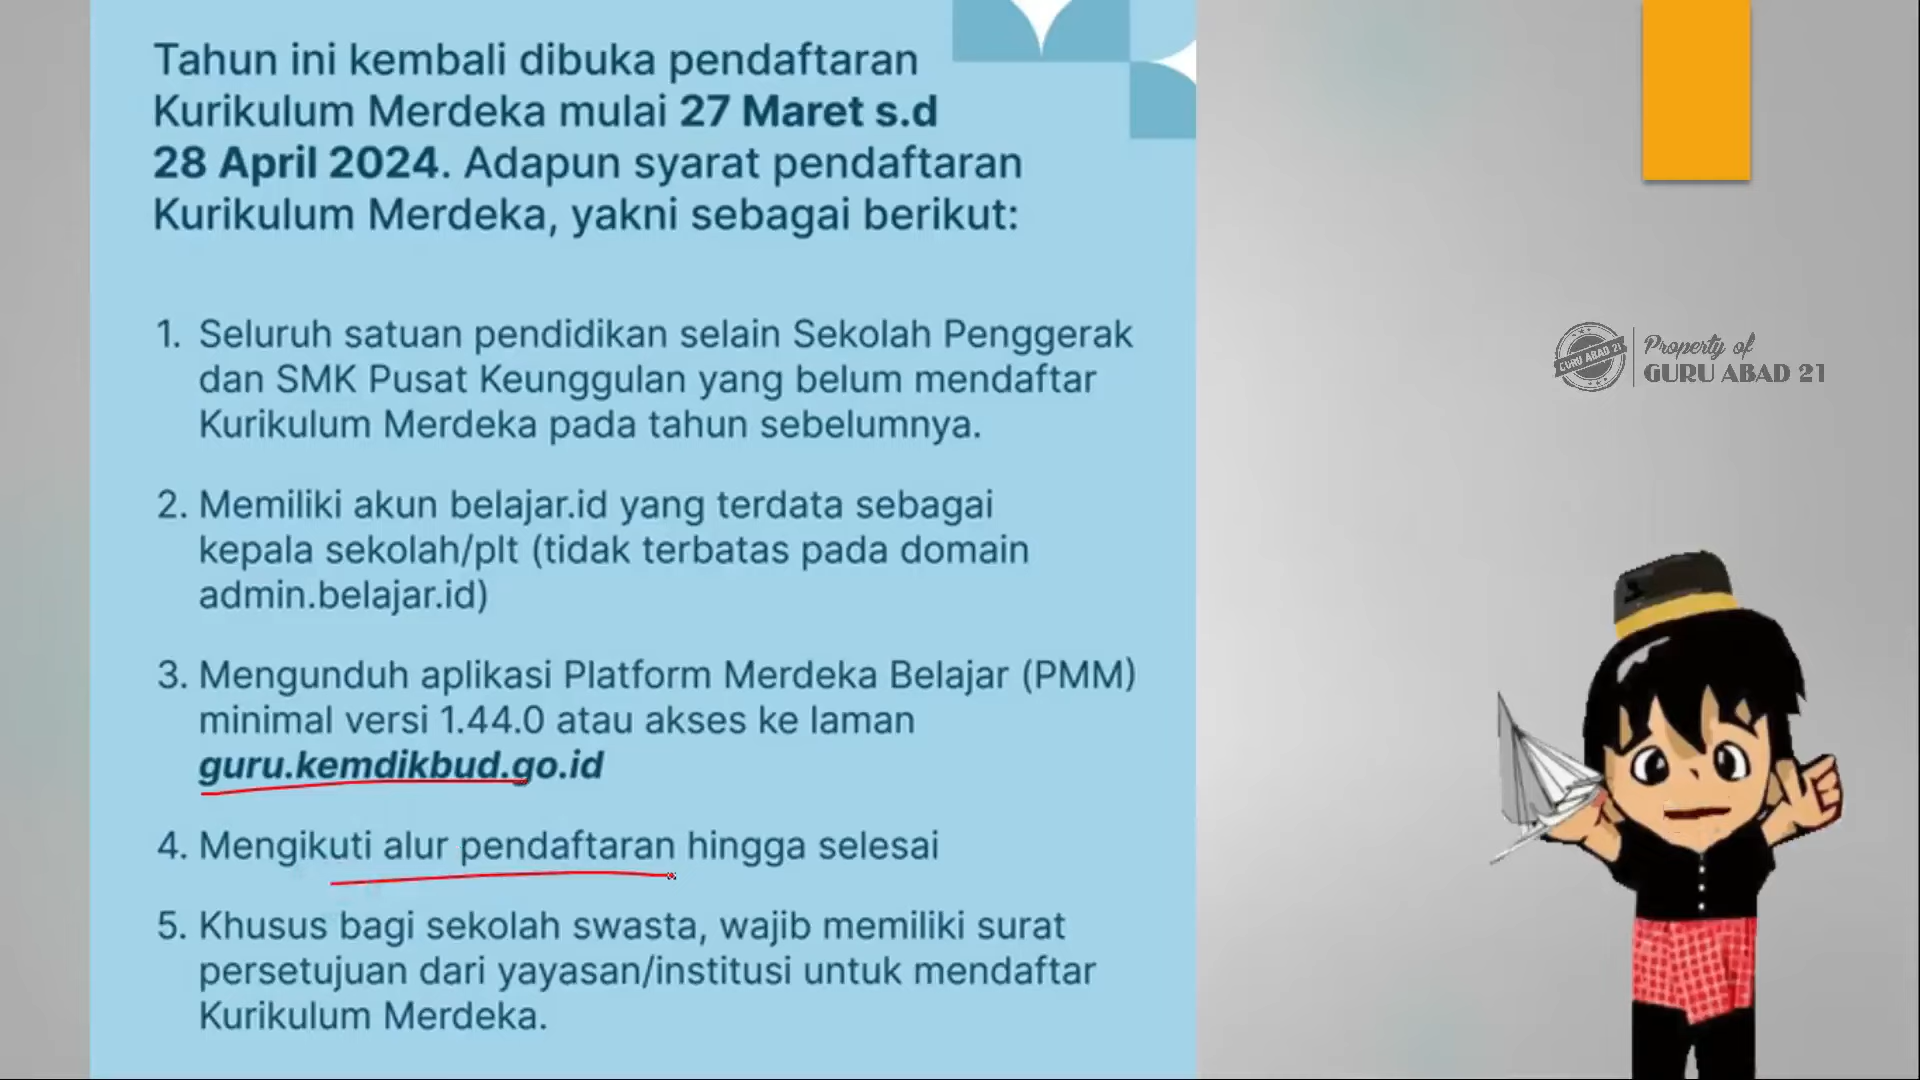 Tahun ini kembali dibuka pendaftaran
Kurikulum Merdeka mulai 27 Maret s.d
28 April 2024. Adapun syarat pendaftaran
Kurikulum Merdeka, yakni sebagai berikut:
1. Seluruh satuan pendidikan selain Sekolah Penggerak
dan SMK Pusat Keunggulan yang belum mendaftar
Kurikulum Merdeka pada tahun sebelumnya.
2. Memiliki akun belajar.id yang terdata sebagai
kepala sekolah/plt (tidak terbatas pada domain
admin.belajar.id)
3. Mengunduh aplikasi Platform Merdeka Belajar (PMM)
minimal versi 1.44.0 atau akses ke laman
guru.kemdikbud.go.id
4. Mengikuti alur pendaftaran hingga selesai
5. Khusus bagi sekolah swasta, wajib memiliki surat
persetujuan dari yayasan/institusi untuk mendaftar
Kurikulum Merdeka.
GURU ABAD 21
Property of
GURU ABAD 21